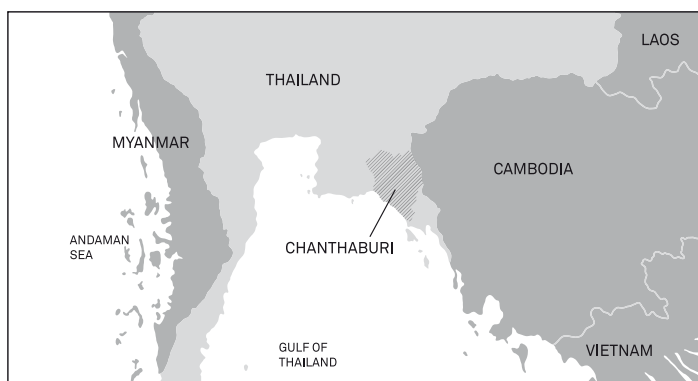 LAOS
THAILAND
MYANMAR
CAMBODIA
ANDAMAN
SEA
CHANTHABURI
GULF OF
THAILAND
VIETNAM